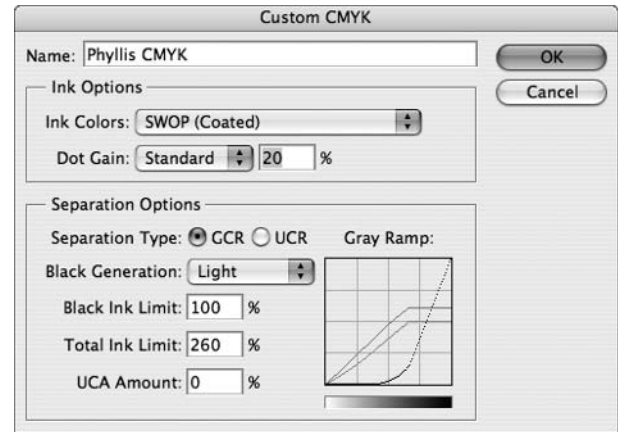 Custom CMYK
Name: Phyllis CMYK
OK
Cancel
Ink Options
Ink Colors: SWOP (Coated)
Dot Gain: Standard 20 %
Separation Options
Separation Type: GCR UCR
Gray Ramp:
Black Generation: Light
Black Ink Limit: 100 %
Total Ink Limit: 260 %
UCA Amount: 0 %